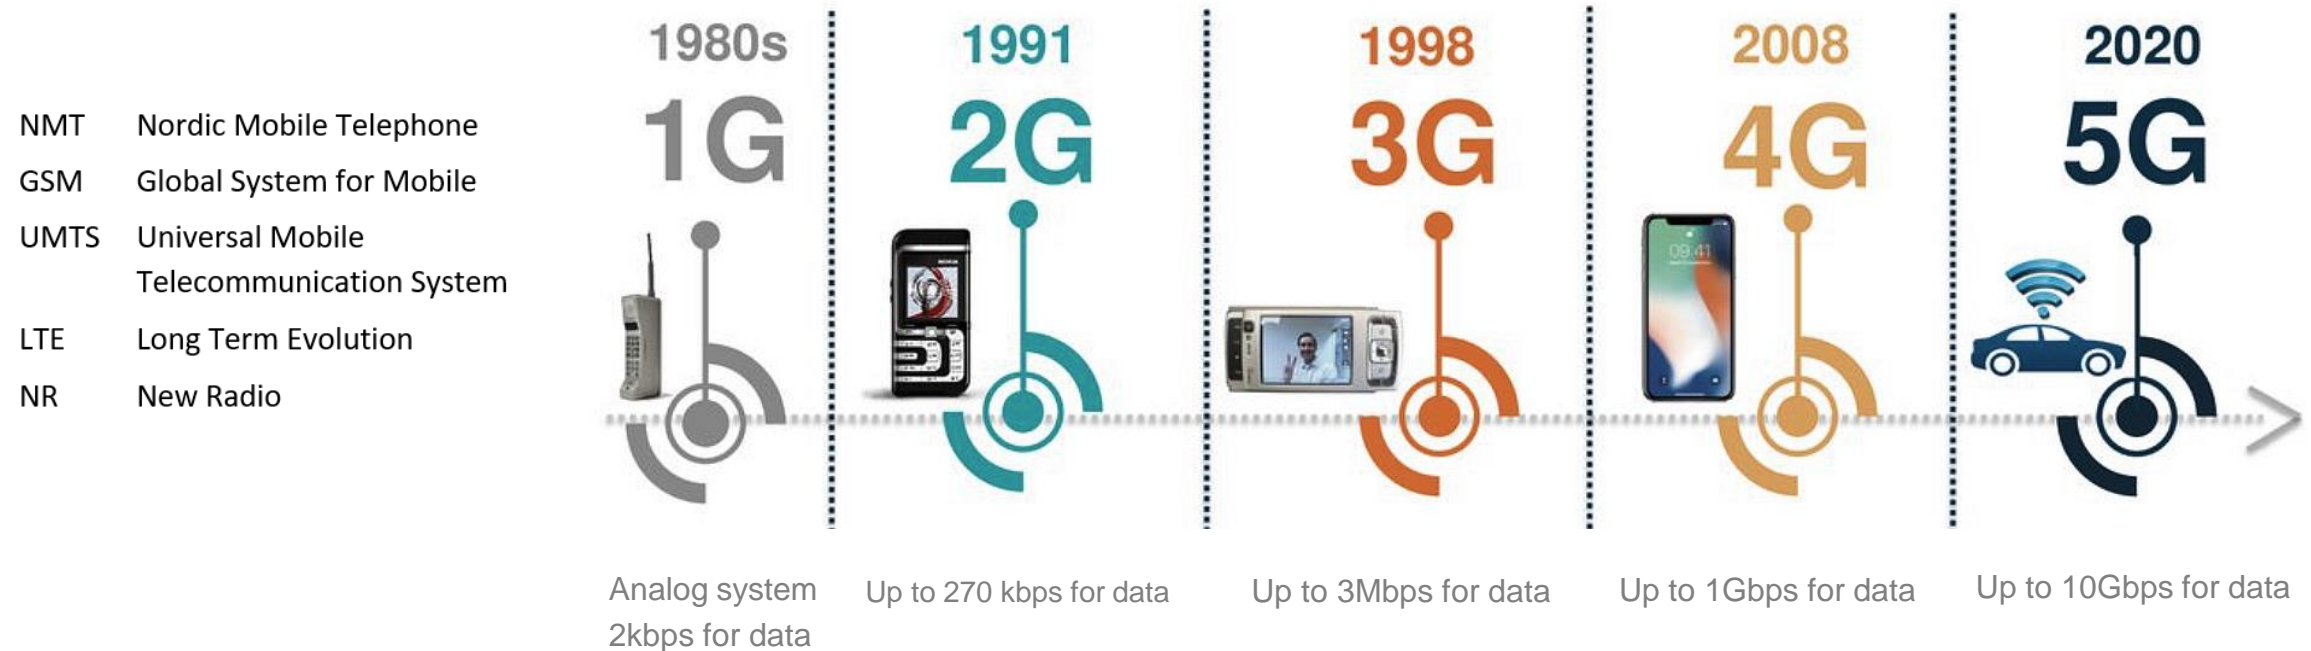 NMT Nordic Mobile Telephone
GSM Global System for Mobile
UMTS Universal Mobile
Telecommunication System
LTE Long Term Evolution
NR New Radio
1980s
1G
Analog system
2kbps for data
1991
2G
NOKIA
Up to 270 kbps for data
1998
3G
Up to 3Mbps for data
2008
4G
09:41
Up to 1Gbps for data
2020
5G
Up to 10Gbps for data